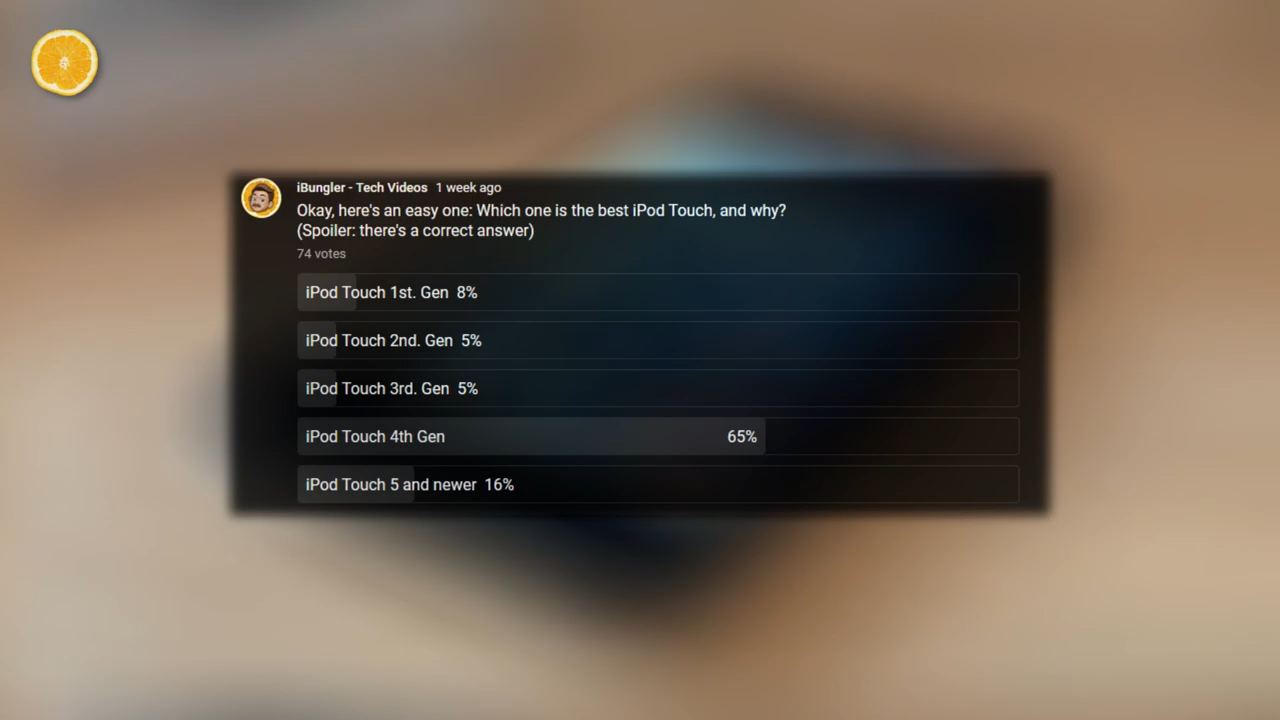 iBungler - Tech Videos 1 week ago
Okay, here's an easy one: Which one is the best iPod Touch, and why?
(Spoiler: there's a correct answer)
74 votes
iPod Touch 1st. Gen 8%
iPod Touch 2nd. Gen 5%
iPod Touch 3rd. Gen 5%
iPod Touch 4th Gen 65%
iPod Touch 5 and newer 16%